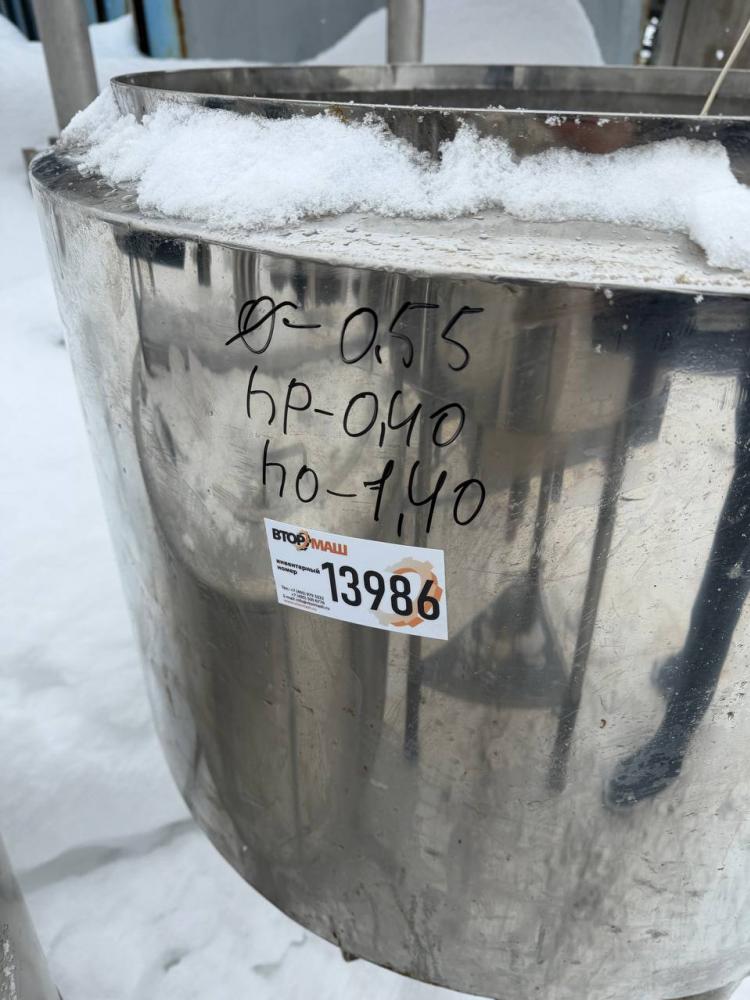 Ø-0,55
hр-0,40
hо-1,40
ВТОРМАШ
инвентарный
номер
13986